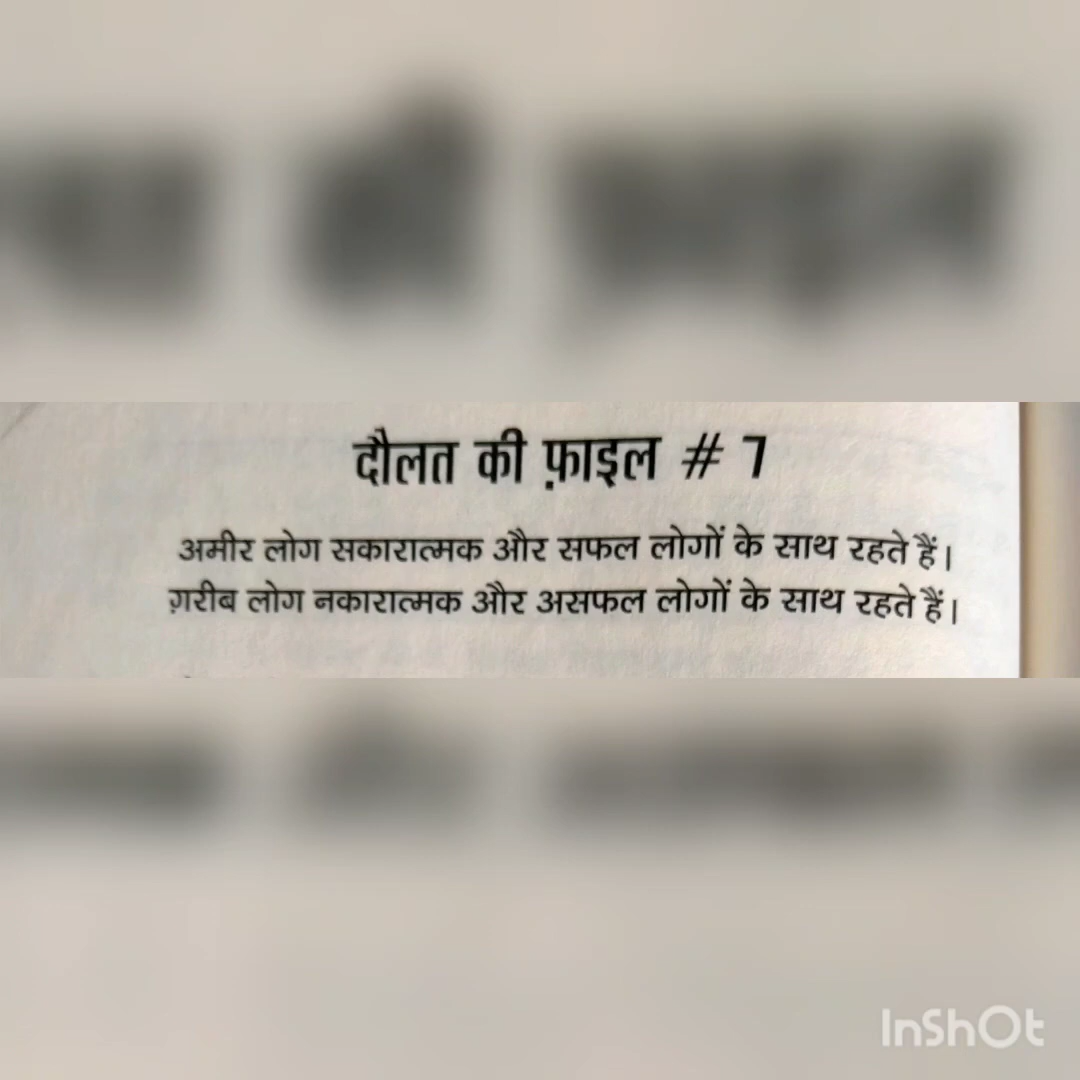 दौलत की फ़ाइल # 7
अमीर लोग सकारात्मक और सफल लोगों के साथ रहते हैं।
ग़रीब लोग नकारात्मक और असफल लोगों के साथ रहते हैं।
InShOt